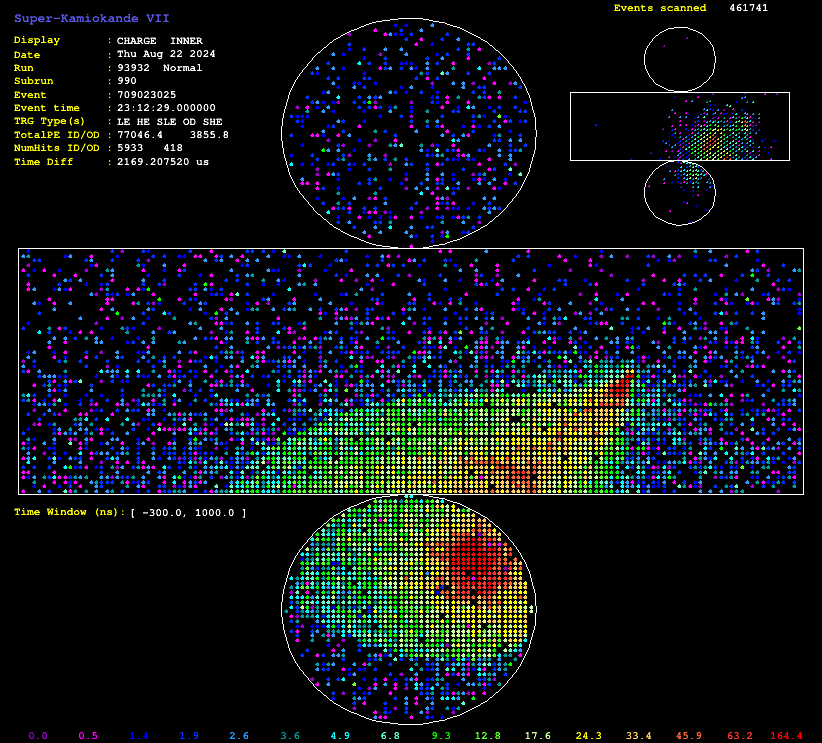 Super-Kamiokande VII
Events scanned 461741
Display : CHARGE INNER
Date : Thu Aug 22 2024
Run : 93932 Normal
Subrun : 990
Event : 709023025
Event time : 23:12:29.000000
TRG Type(s) : LE HE SLE OD SHE
TotalPE ID/OD : 77046.4 3855.8
NumHits ID/OD : 5933 418
Time Diff : 2169.207520 us
Time Window (ns): [ -300.0, 1000.0 ]
0.0 0.5 1.4 1.9 2.6 3.6 4.9 6.8 9.3 12.8 17.6 24.3 33.4 45.9 63.2 164.4